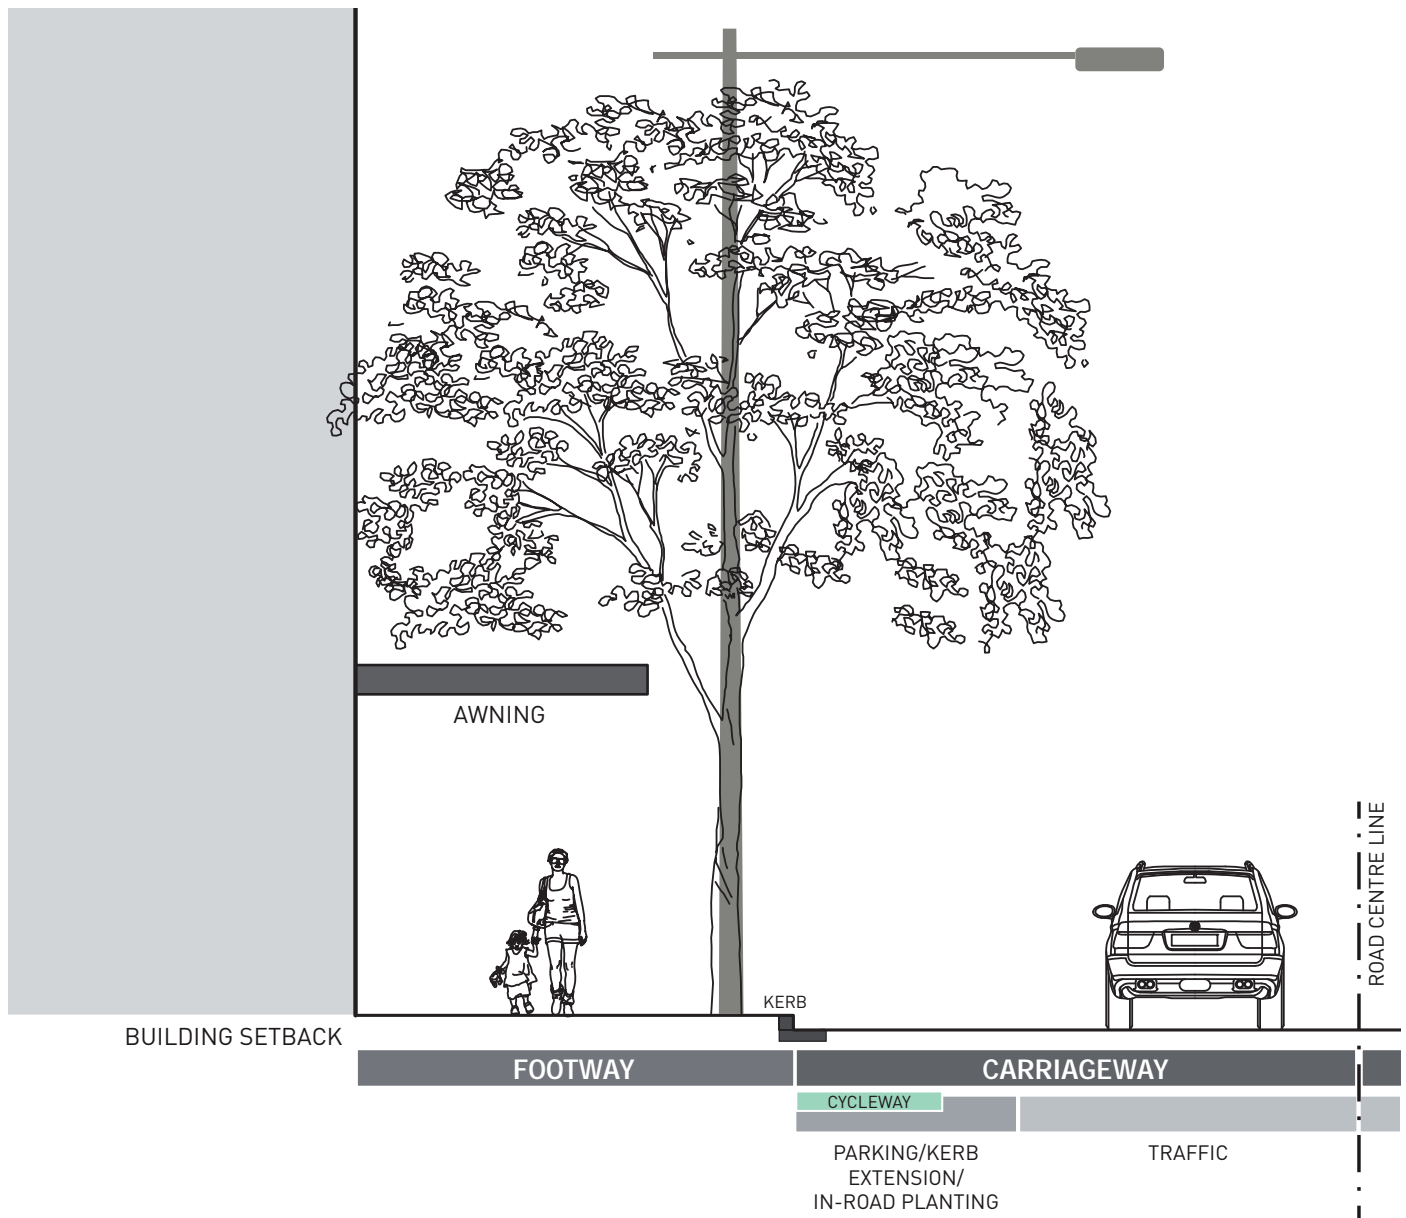 AWNING
ROAD CENTRE LINE
KERB
BUILDING SETBACK
FOOTWAY
CARRIAGEWAY
CYCLEWAY
PARKING/KERB
EXTENSION/
IN-ROAD PLANTING
TRAFFIC